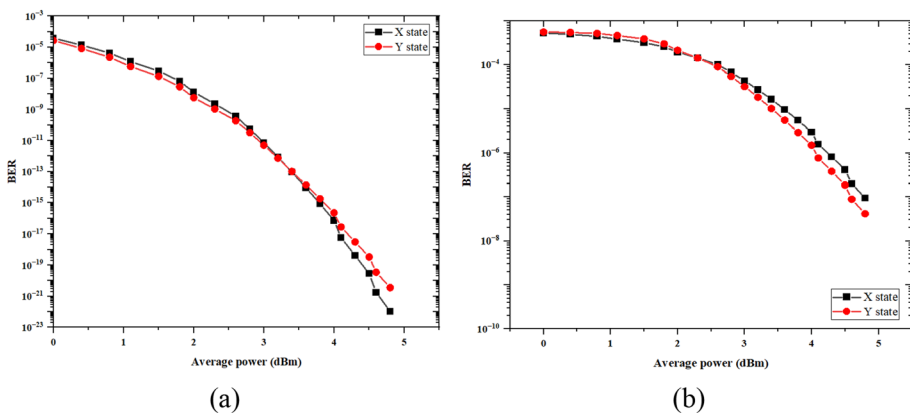 10⁻³
10⁻⁵
10⁻⁷
10⁻⁹
10⁻¹¹
10⁻¹³
10⁻¹⁵
10⁻¹⁷
10⁻¹⁹
10⁻²¹
10⁻²³
BER
X state
Y state
0 1 2 3 4 5
Average power (dBm)
(a)
10⁻⁴
10⁻⁶
10⁻⁸
10⁻¹⁰
BER
X state
Y state
0 1 2 3 4 5
Average power (dBm)
(b)